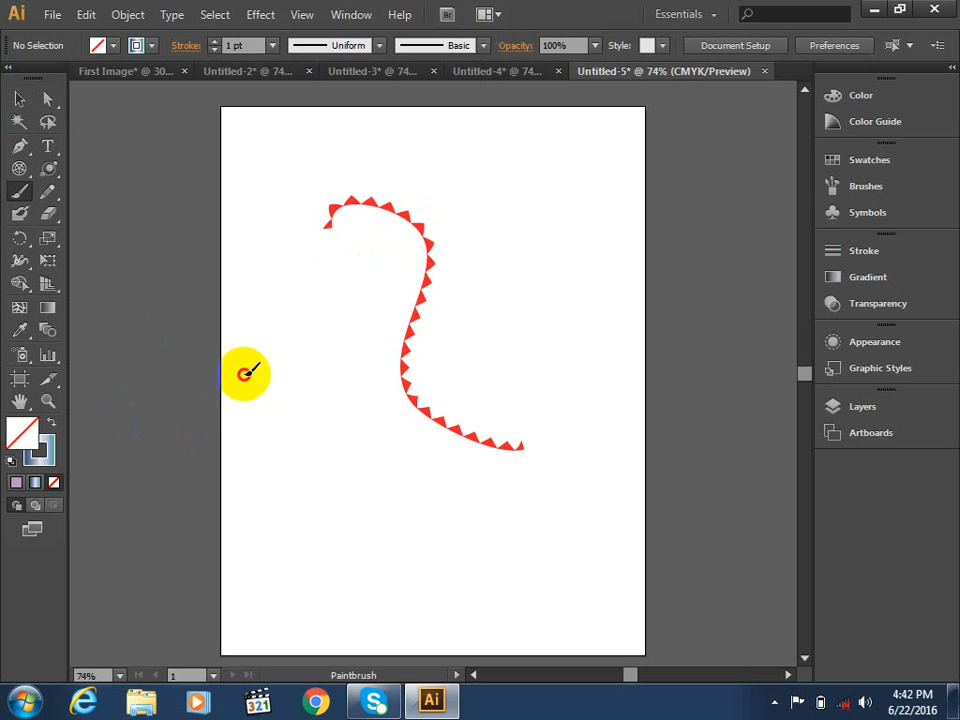 Ai File Edit Object Type Select Effect View Window Help Br Essentials
No Selection Stroke: 1 pt Uniform Basic Opacity: 100% Style: Document Setup Preferences
First Image* @ 30... × Untitled-2* @ 74... × Untitled-3* @ 74... × Untitled-4* @ 74... × Untitled-5* @ 74% (CMYK/Preview) ×
Color
Color Guide
Swatches
Brushes
Symbols
Stroke
Gradient
Transparency
Appearance
Graphic Styles
Layers
Artboards
T
74% 1 Paintbrush
321 Ai
4:42 PM
6/22/2016